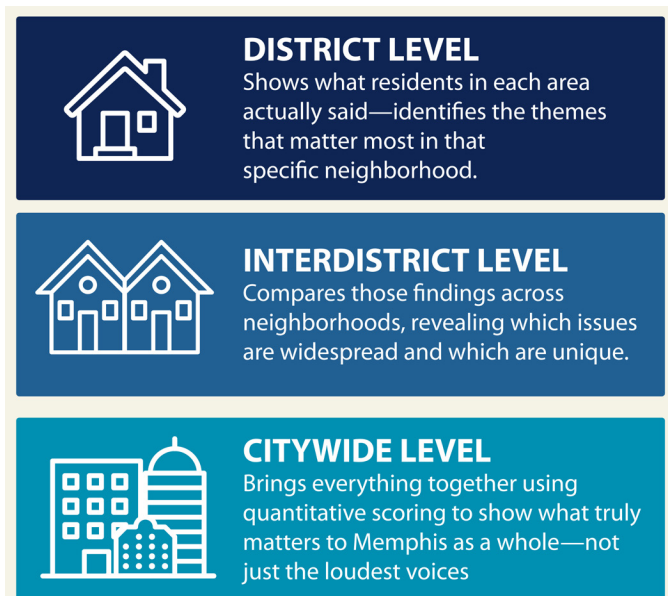 DISTRICT LEVEL
Shows what residents in each area
actually said—identifies the themes
that matter most in that
specific neighborhood.
INTERDISTRICT LEVEL
Compares those findings across
neighborhoods, revealing which issues
are widespread and which are unique.
CITYWIDE LEVEL
Brings everything together using
quantitative scoring to show what truly
matters to Memphis as a whole—not
just the loudest voices